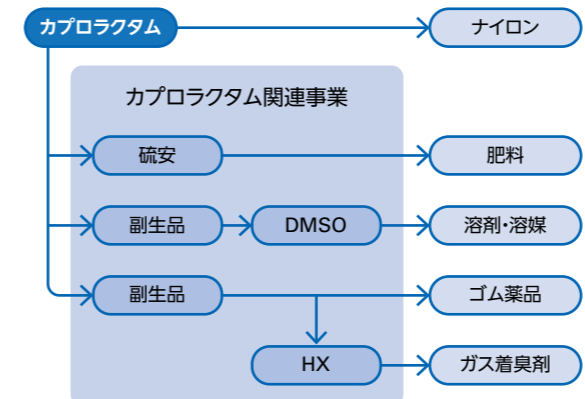 カプロラクタム
ナイロン
カプロラクタム関連事業
硫安
肥料
副生品
DMSO
溶剤・溶媒
副生品
ゴム薬品
HX
ガス着臭剤